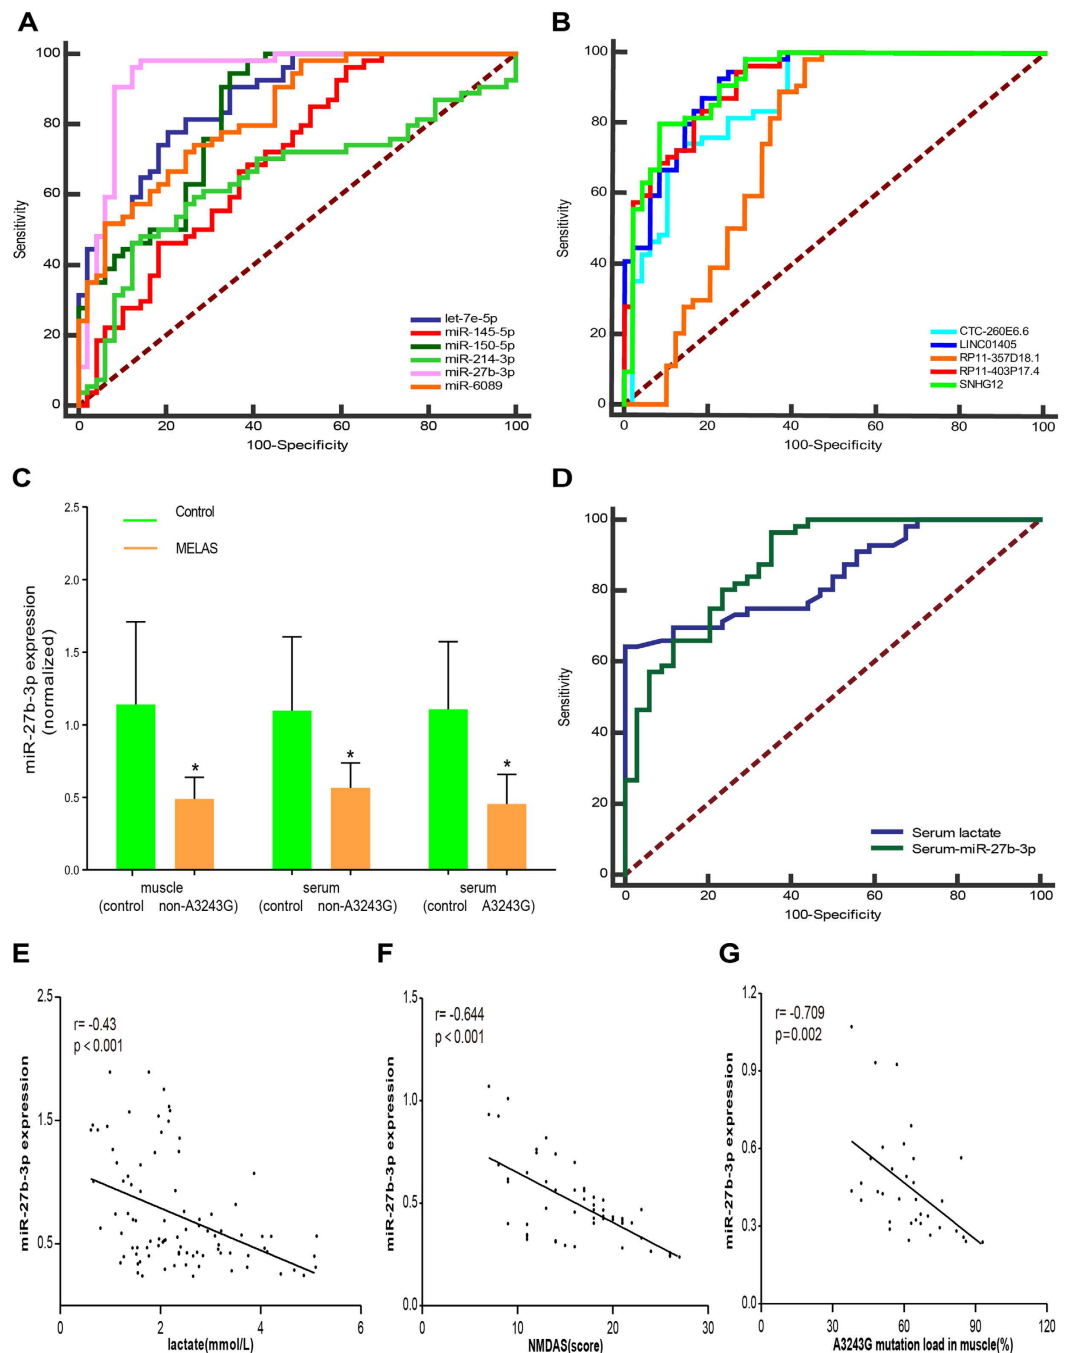 A
100
80
60
40
20
0
Sensitivity
0 20 40 60 80 100
100-Specificity
let-7e-5p
miR-145-5p
miR-150-5p
miR-214-3p
miR-27b-3p
miR-6089
B
100
80
60
40
20
0
Sensitivity
0 20 40 60 80 100
100-Specificity
CTC-260E6.6
LINC01405
RP11-357D18.1
RP11-403P17.4
SNHG12
C
2.5
2.0
1.5
1.0
0.5
0.0
miR-27b-3p expression
(normalized)
Control
MELAS
* * *
muscle serum serum
(control non-A3243G) (control non-A3243G) (control A3243G)
D
100
80
60
40
20
0
Sensitivity
0 20 40 60 80 100
100-Specificity
Serum lactate
Serum-miR-27b-3p
E
2.5
1.5
0.5
miR-27b-3p expression
r= -0.43
p < 0.001
0 2 4 6
lactate(mmol/L)
F
1.5
1.0
0.5
0.0
miR-27b-3p expression
r= -0.644
p < 0.001
0 10 20 30
NMDAS(score)
G
1.2
0.9
0.6
0.3
0.0
miR-27b-3p expression
r= -0.709
p=0.002
0 30 60 90 120
A3243G mutation load in muscle(%)